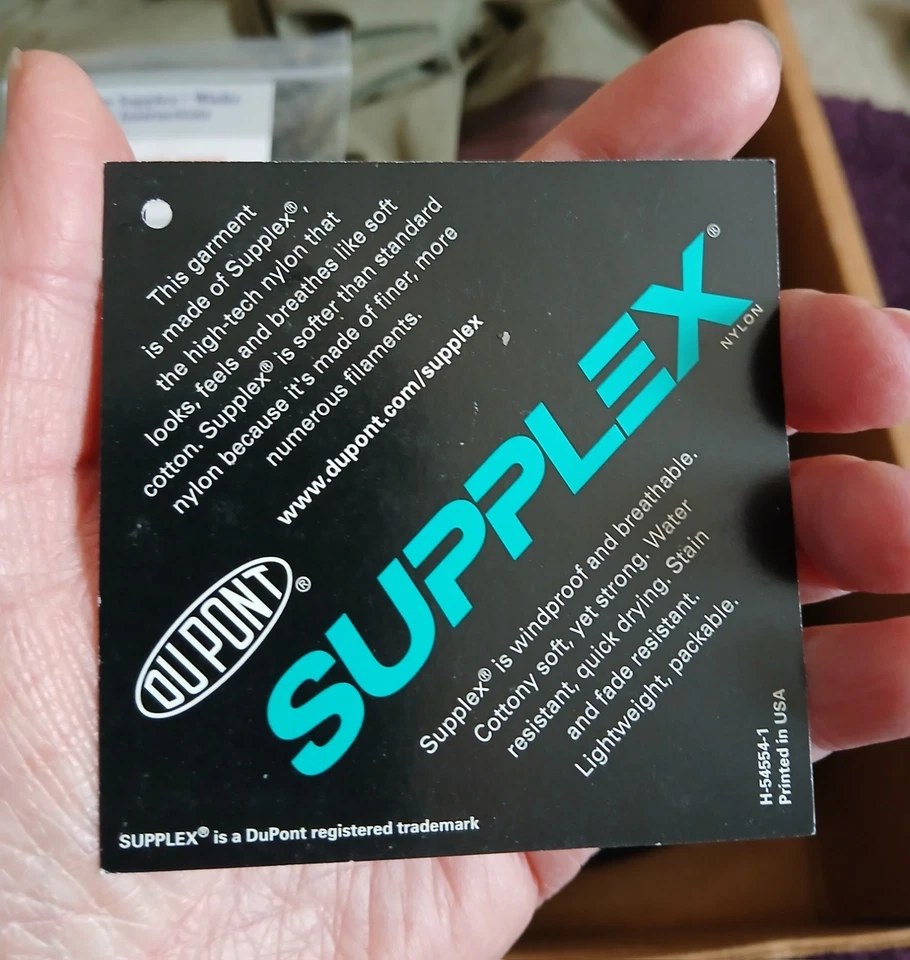 Instructions
This garment
is made of Supplex®,
the high-tech nylon that
looks, feels and breathes like soft
cotton. Supplex® is softer than standard
nylon because it's made of finer, more
numerous filaments.
www.dupont.com/supplex
SUPPLEX®
NYLON
DU PONT®
Supplex® is windproof and breathable.
Cottony soft, yet strong. Water
resistant, quick drying. Stain
and fade resistant.
Lightweight, packable.
H-54554-1
Printed in USA
SUPPLEX® is a DuPont registered trademark